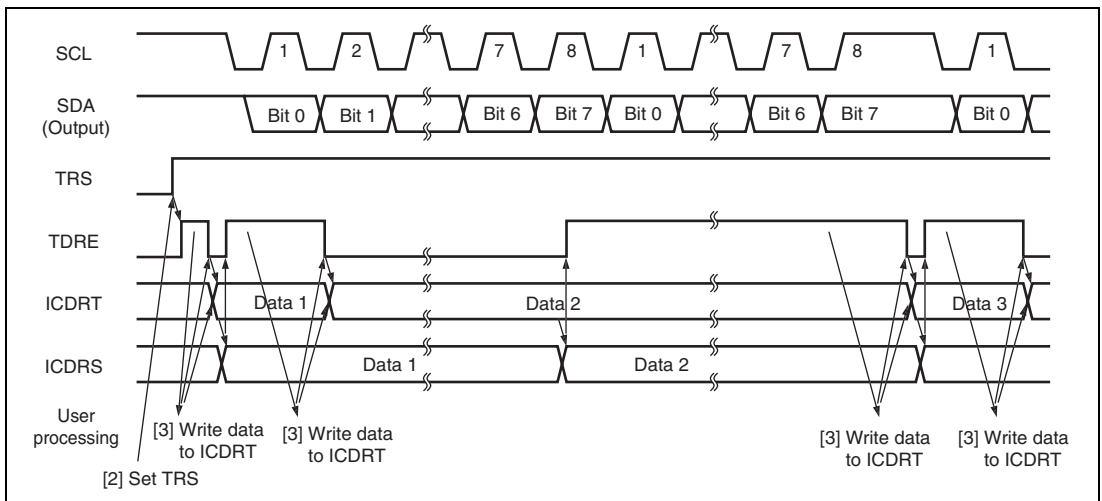 SCL 1 2 7 8 1 7 8 1
SDA
(Output) Bit 0 Bit 1 Bit 6 Bit 7 Bit 0 Bit 6 Bit 7 Bit 0
TRS
TDRE
ICDRT Data 1 Data 2 Data 3
ICDRS Data 1 Data 2
User
processing
[3] Write data
to ICDRT
[3] Write data
to ICDRT
[3] Write data
to ICDRT
[3] Write data
to ICDRT
[2] Set TRS